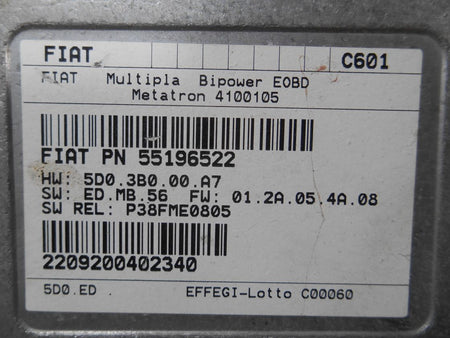 FIAT C601
FIAT Multipla Bipower EOBD
Metatron 4100105
FIAT PN 55196522
HW: 5D0.3B0.00.A7
SW: ED.MB.56 FW: 01.2A.05.4A.08
SW REL: P38FME0805
2209200402340
5D0.ED EFFEGI-Lotto C00060